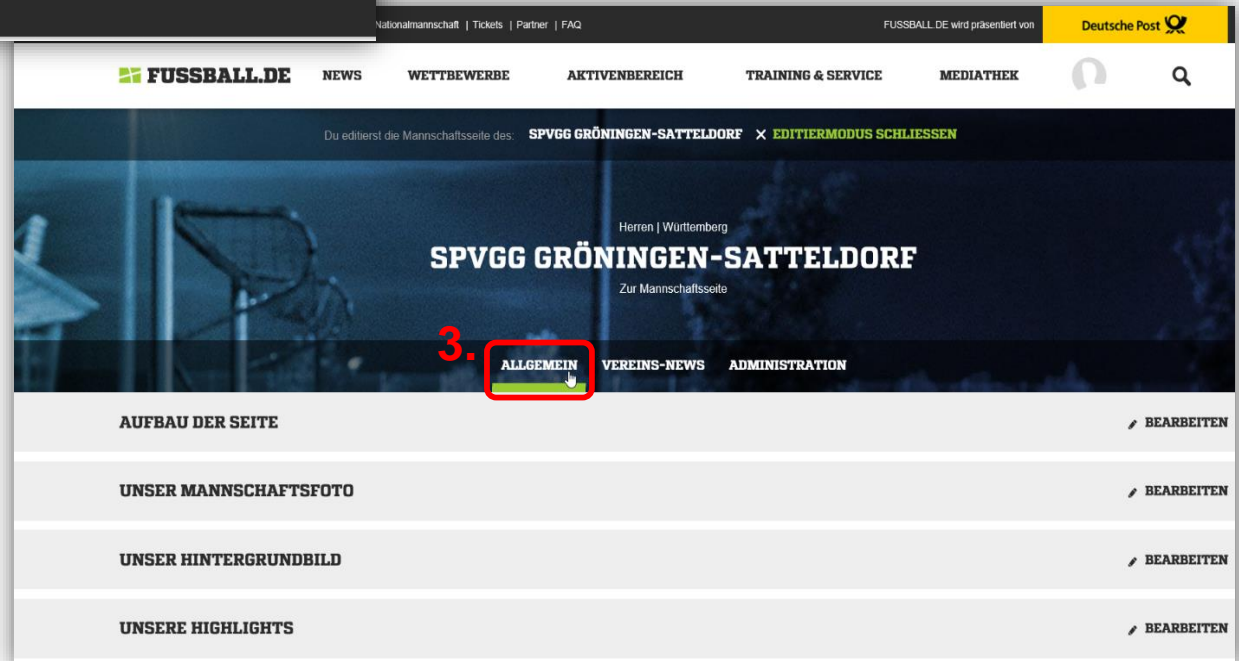 Nationalmannschaft | Tickets | Partner | FAQ FUSSBALL.DE wird präsentiert von Deutsche Post
FUSSBALL.DE NEWS WETTBEWERBE AKTIVENBEREICH TRAINING & SERVICE MEDIATHEK
Du editierst die Mannschaftsseite des: SPVGG GRÖNINGEN-SATTELDORF X EDITIERMODUS SCHLIESSEN
Herren | Württemberg
SPVGG GRÖNINGEN-SATTELDORF
Zur Mannschaftsseite
3. ALLGEMEIN VEREINS-NEWS ADMINISTRATION
AUFBAU DER SEITE BEARBEITEN
UNSER MANNSCHAFTSFOTO BEARBEITEN
UNSER HINTERGRUNDBILD BEARBEITEN
UNSERE HIGHLIGHTS BEARBEITEN